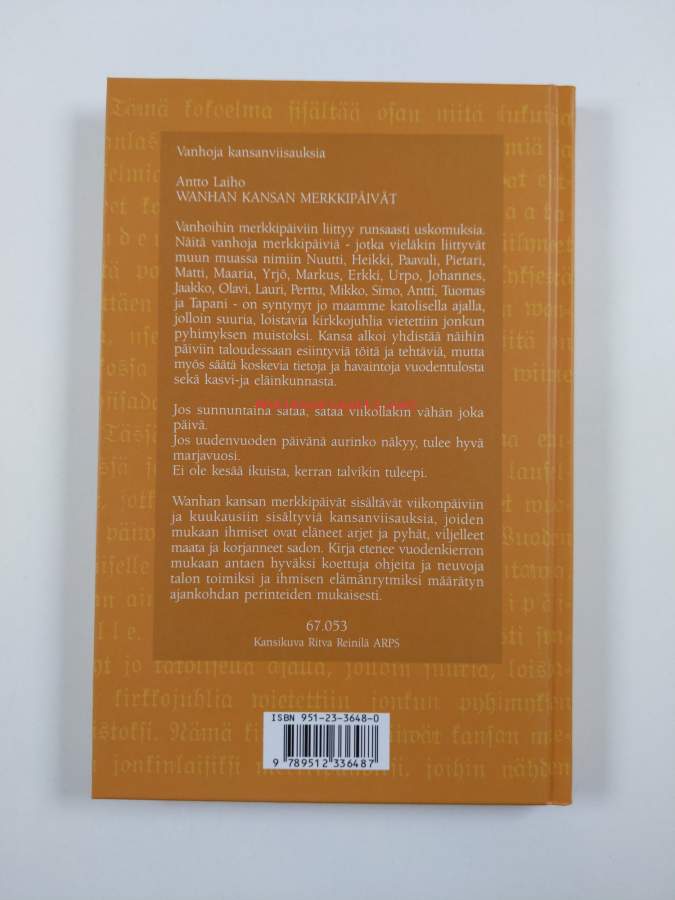 Vanhoja kansanviisauksia
Antto Laiho
WANHAN KANSAN MERKKIPÄIVÄT
Vanhoihin merkkipäiviin liittyy runsaasti uskomuksia.
Näitä vanhoja merkkipäiviä - jotka vieläkin liittyvät
muun muassa nimiin Nuutti, Heikki, Paavali, Pietari,
Matti, Maaria, Yrjö, Markus, Erkki, Urpo, Johannes,
Jaakko, Olavi, Lauri, Perttu, Mikko, Simo, Antti, Tuomas
ja Tapani - on syntynyt jo maamme katolisella ajalla,
jolloin suuria, loistavia kirkkojuhlia vietettiin jonkun
pyhimyksen muistoksi. Kansa alkoi yhdistää näihin
päiviin taloudessaan esiintyviä töitä ja tehtäviä, mutta
myös säätä koskevia tietoja ja havaintoja vuodentulosta
sekä kasvi-ja eläinkunnasta.
Jos sunnuntaina sataa, sataa viikollakin vähän joka
päivä.
Jos uudenvuoden päivänä aurinko näkyy, tulee hyvä
marjavuosi.
Ei ole kesää ikuista, kerran talvikin tuleepi.
Wanhan kansan merkkipäivät sisältävät viikonpäiviin
ja kuukausiin sisältyviä kansanviisauksia, joiden
mukaan ihmiset ovat eläneet arjet ja pyhät, viljelleet
maata ja korjanneet sadon. Kirja etenee vuodenkierron
mukaan antaen hyväksi koettuja ohjeita ja neuvoja
talon toimiksi ja ihmisen elämänrytmiksi määrätyn
ajankohdan perinteiden mukaisesti.
67.053
Kansikuva Ritva Reinilä ARPS
ISBN 951-23-3648-0
9 789512 336487